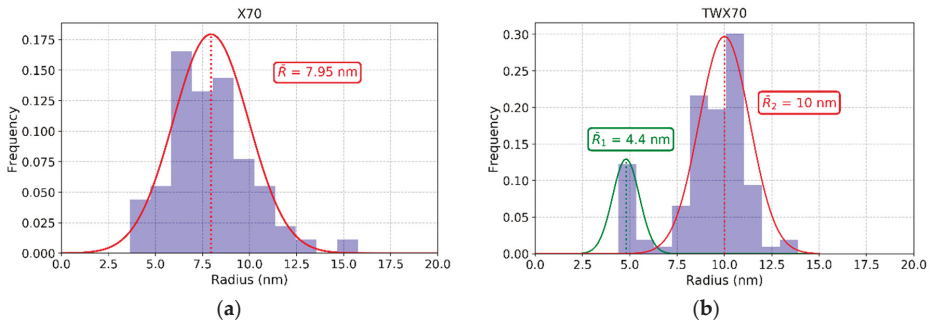 X70
0.175
0.150
0.125
0.100
0.075
0.050
0.025
0.000
Frequency
R̄ = 7.95 nm
0.0 2.5 5.0 7.5 10.0 12.5 15.0 17.5 20.0
Radius (nm)
(a)
TWX70
0.30
0.25
0.20
0.15
0.10
0.05
0.00
Frequency
R̄₁ = 4.4 nm
R̄₂ = 10 nm
0.0 2.5 5.0 7.5 10.0 12.5 15.0 17.5 20.0
Radius (nm)
(b)